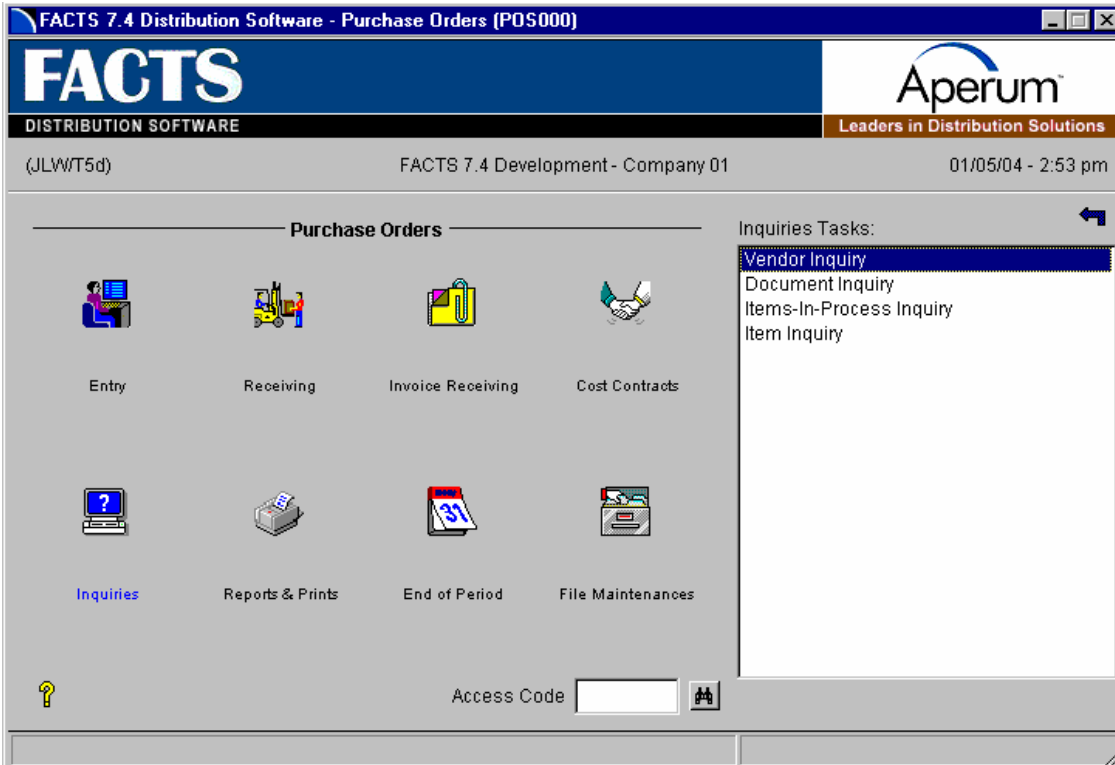 FACTS 7.4 Distribution Software - Purchase Orders (POS000)
FACTS
DISTRIBUTION SOFTWARE
Aperum™
Leaders in Distribution Solutions
(JLW/T5d)
FACTS 7.4 Development - Company 01
01/05/04 - 2:53 pm
Purchase Orders
Entry
Receiving
Invoice Receiving
Cost Contracts
?
Inquiries
Reports & Prints
31
End of Period
File Maintenances
?
Access Code
Inquiries Tasks:
Vendor Inquiry
Document Inquiry
Items-In-Process Inquiry
Item Inquiry